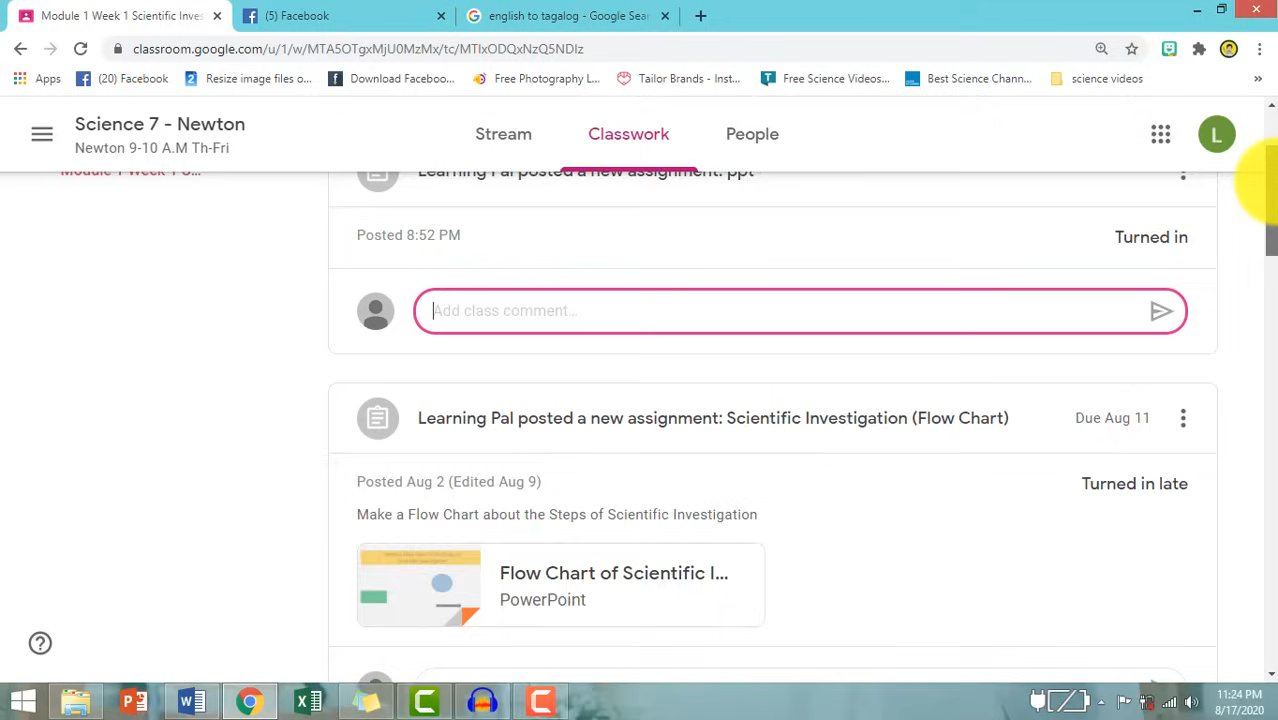 Module 1 Week 1 Scientific Inves
(5) Facebook
english to tagalog - Google Sea
classroom.google.com/u/1/w/MTA5OTgxMjU0MzMx/tc/MTIxODQxNzQ5NDIz
Apps
(20) Facebook
Resize image files o...
Download Faceboo...
Free Photography L...
Tailor Brands - Inst...
Free Science Videos...
Best Science Chann...
science videos
»
Science 7 - Newton
Newton 9-10 A.M Th-Fri
Stream
Classwork
People
L
Learning Pal posted a new assignment: ppt
Posted 8:52 PM
Turned in
Add class comment...
Learning Pal posted a new assignment: Scientific Investigation (Flow Chart)
Due Aug 11
Posted Aug 2 (Edited Aug 9)
Turned in late
Make a Flow Chart about the Steps of Scientific Investigation
Flow Chart of Scientific I...
PowerPoint
11:24 PM
8/17/2020